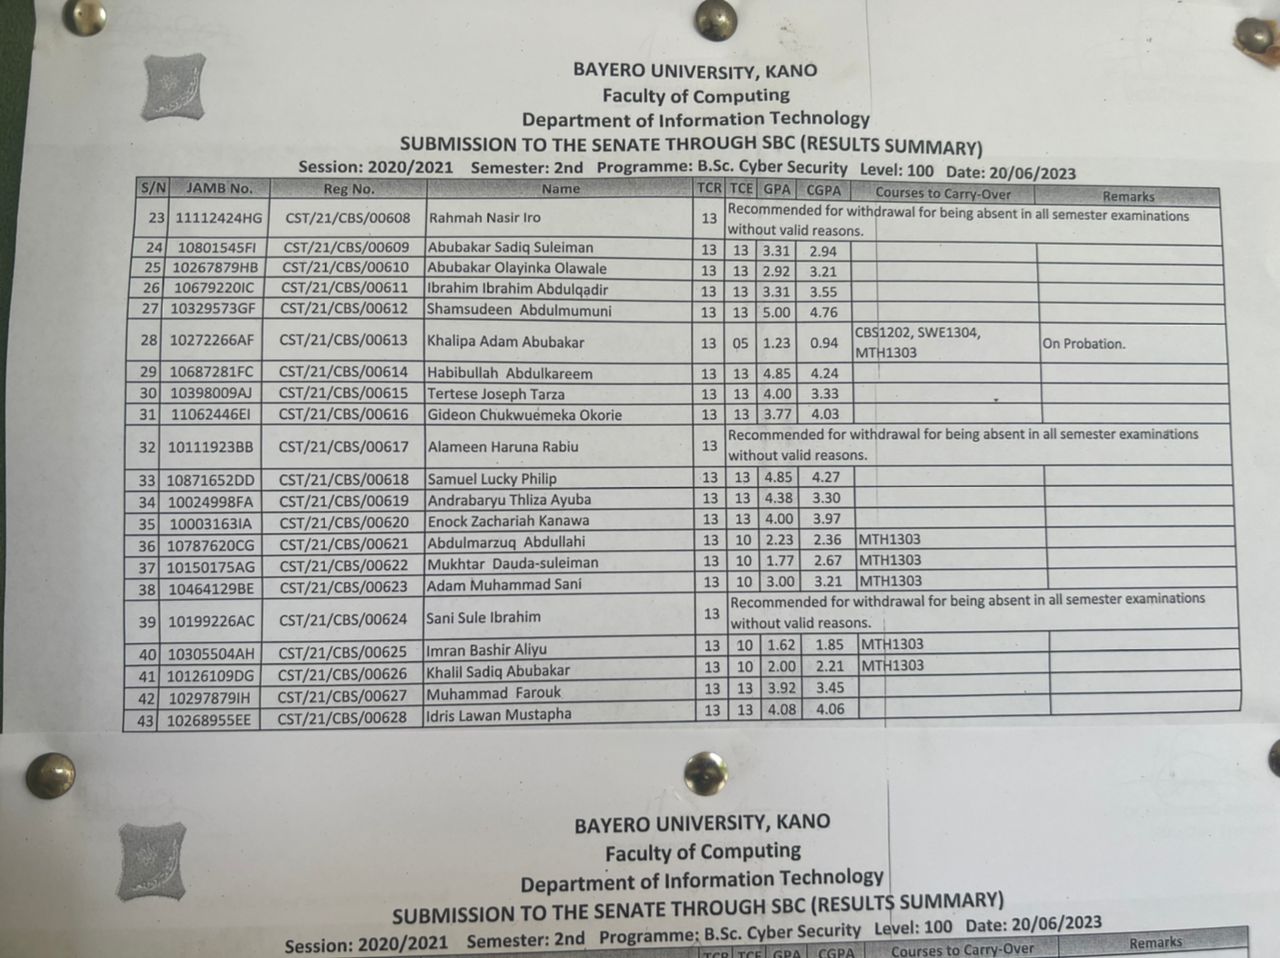 BAYERO UNIVERSITY, KANO
Faculty of Computing
Department of Information Technology
SUBMISSION TO THE SENATE THROUGH SBC (RESULTS SUMMARY)
Session: 2020/2021 Semester: 2nd Programme: B.Sc. Cyber Security Level: 100 Date: 20/06/2023
S/N JAMB No. Reg No. Name TCR TCE GPA CGPA Courses to Carry-Over Remarks
23 11112424HG CST/21/CBS/00608 Rahmah Nasir Iro 13 Recommended for withdrawal for being absent in all semester examinations
without valid reasons.
24 10801545FI CST/21/CBS/00609 Abubakar Sadiq Suleiman 13 13 3.31 2.94
25 10267879HB CST/21/CBS/00610 Abubakar Olayinka Olawale 13 13 2.92 3.21
26 10679220IC CST/21/CBS/00611 Ibrahim Ibrahim Abdulqadir 13 13 3.31 3.55
27 10329573GF CST/21/CBS/00612 Shamsudeen Abdulmumuni 13 13 5.00 4.76
28 10272266AF CST/21/CBS/00613 Khalipa Adam Abubakar 13 05 1.23 0.94 CBS1202, SWE1304, On Probation.
MTH1303
29 10687281FC CST/21/CBS/00614 Habibullah Abdulkareem 13 13 4.85 4.24
30 10398009AJ CST/21/CBS/00615 Tertese Joseph Tarza 13 13 4.00 3.33
31 11062446EI CST/21/CBS/00616 Gideon Chukwuemeka Okorie 13 13 3.77 4.03
32 10111923BB CST/21/CBS/00617 Alameen Haruna Rabiu 13 Recommended for withdrawal for being absent in all semester examinations
without valid reasons.
33 10871652DD CST/21/CBS/00618 Samuel Lucky Philip 13 13 4.85 4.27
34 10024998FA CST/21/CBS/00619 Andrabaryu Thliza Ayuba 13 13 4.38 3.30
35 10003163IA CST/21/CBS/00620 Enock Zachariah Kanawa 13 13 4.00 3.97
36 10787620CG CST/21/CBS/00621 Abdulmarzuq Abdullahi 13 10 2.23 2.36 MTH1303
37 10150175AG CST/21/CBS/00622 Mukhtar Dauda-suleiman 13 10 1.77 2.67 MTH1303
38 10464129BE CST/21/CBS/00623 Adam Muhammad Sani 13 10 3.00 3.21 MTH1303
39 10199226AC CST/21/CBS/00624 Sani Sule Ibrahim 13 Recommended for withdrawal for being absent in all semester examinations
without valid reasons.
40 10305504AH CST/21/CBS/00625 Imran Bashir Aliyu 13 10 1.62 1.85 MTH1303
41 10126109DG CST/21/CBS/00626 Khalil Sadiq Abubakar 13 10 2.00 2.21 MTH1303
42 10297879IH CST/21/CBS/00627 Muhammad Farouk 13 13 3.92 3.45
43 10268955EE CST/21/CBS/00628 Idris Lawan Mustapha 13 13 4.08 4.06
BAYERO UNIVERSITY, KANO
Faculty of Computing
Department of Information Technology
SUBMISSION TO THE SENATE THROUGH SBC (RESULTS SUMMARY)
Session: 2020/2021 Semester: 2nd Programme: B.Sc. Cyber Security Level: 100 Date: 20/06/2023
TCR TCE GPA CGPA Courses to Carry-Over Remarks